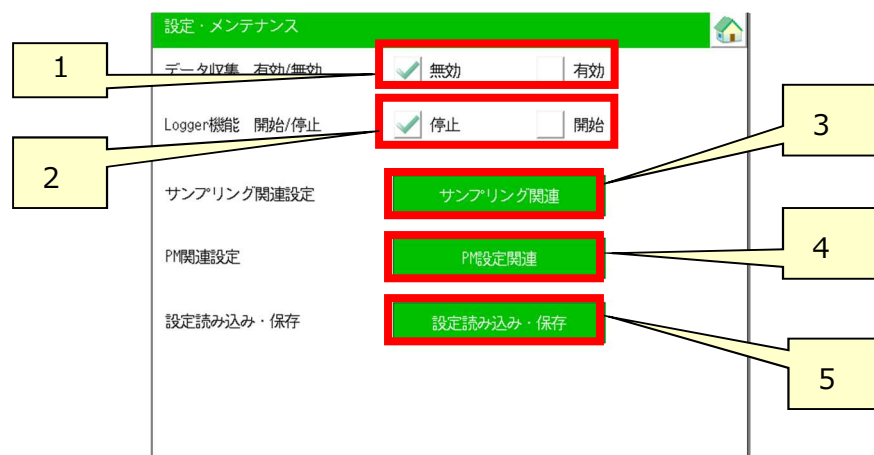 設定・メンテナンス
1
データ収集 有効/無効
無効
有効
Logger機能 開始/停止
停止
開始
3
2
サンプリング関連設定
サンプリング関連
4
PM関連設定
PM設定関連
設定読み込み・保存
設定読み込み・保存
5